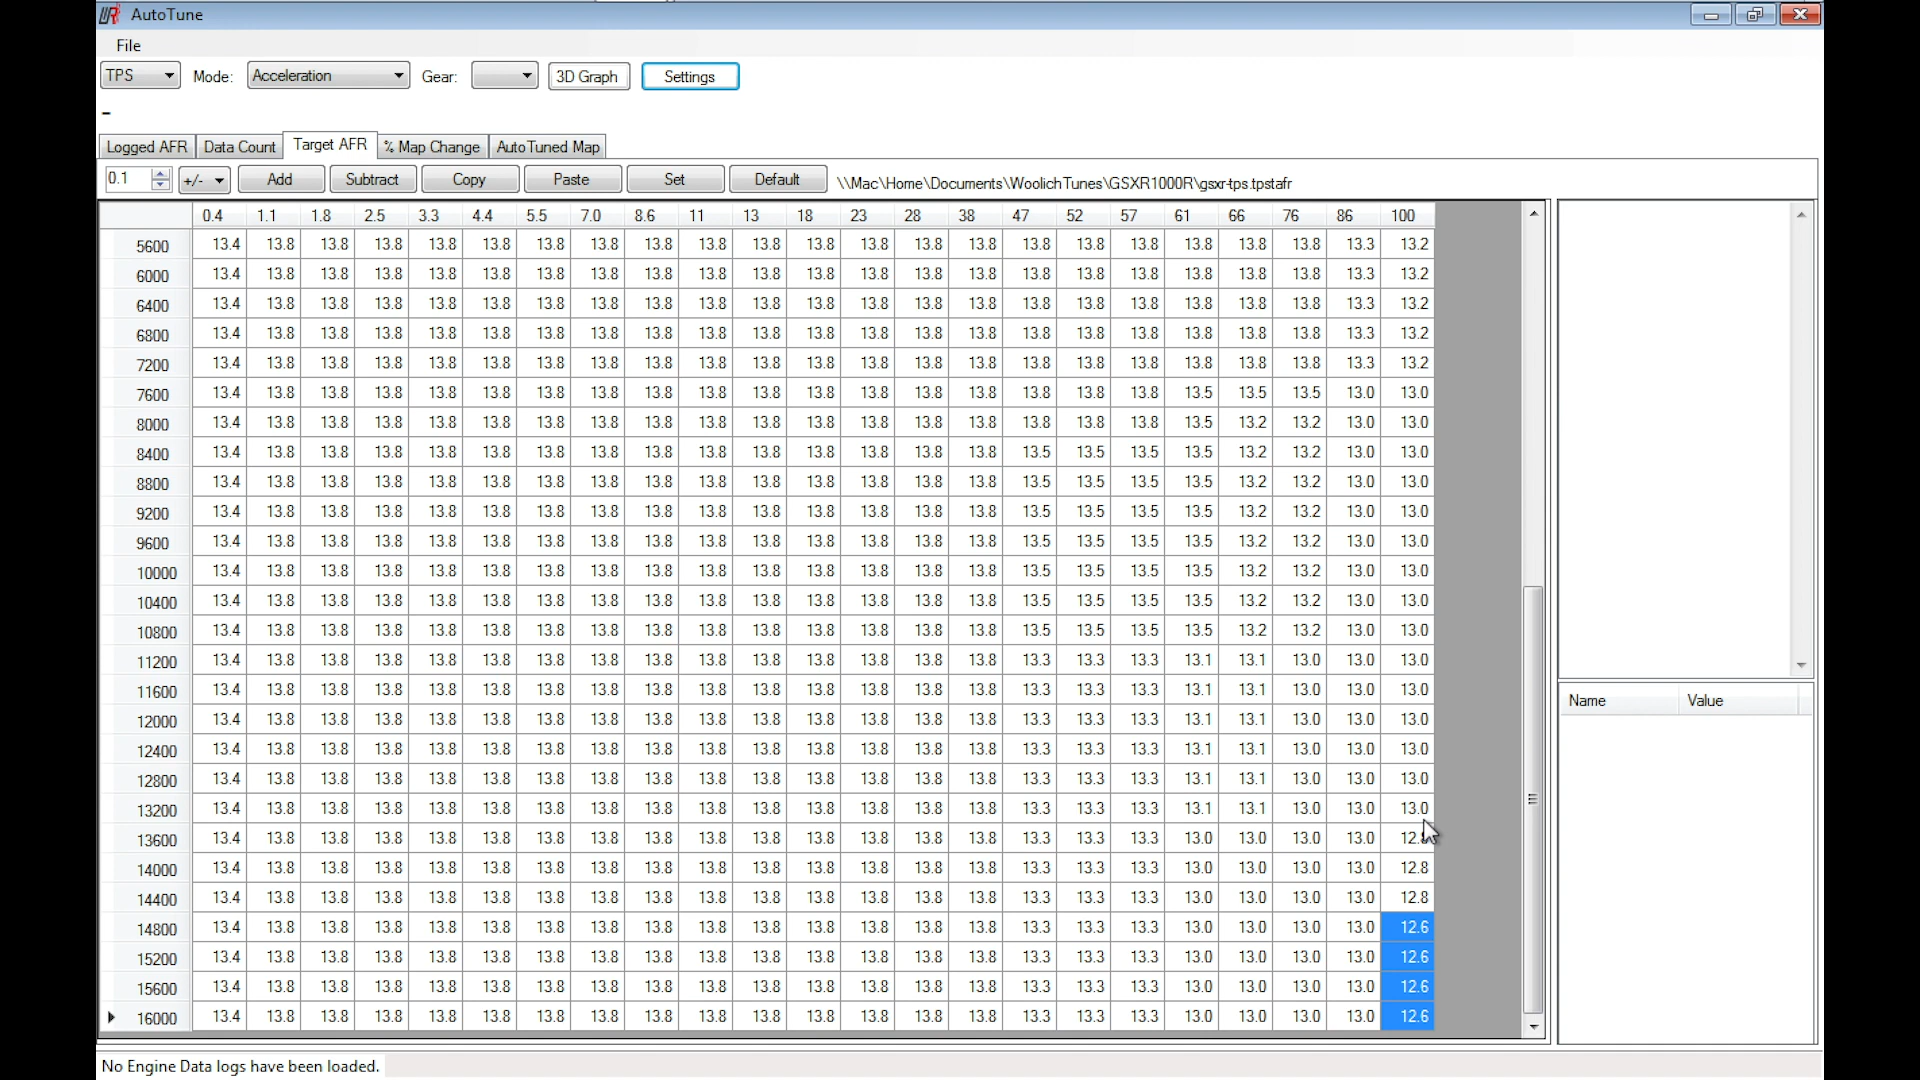 AutoTune
File
TPS Mode: Acceleration Gear: 3D Graph Settings
-
Logged AFR Data Count Target AFR % Map Change AutoTuned Map
0.1 +/- Add Subtract Copy Paste Set Default \\Mac\Home\Documents\WoolichTunes\GSXR1000R\gsxr-tps.tpstafr
0.4 1.1 1.8 2.5 3.3 4.4 5.5 7.0 8.6 11 13 18 23 28 38 47 52 57 61 66 76 86 100
5600 13.4 13.8 13.8 13.8 13.8 13.8 13.8 13.8 13.8 13.8 13.8 13.8 13.8 13.8 13.8 13.8 13.8 13.8 13.8 13.8 13.8 13.3 13.2
6000 13.4 13.8 13.8 13.8 13.8 13.8 13.8 13.8 13.8 13.8 13.8 13.8 13.8 13.8 13.8 13.8 13.8 13.8 13.8 13.8 13.8 13.3 13.2
6400 13.4 13.8 13.8 13.8 13.8 13.8 13.8 13.8 13.8 13.8 13.8 13.8 13.8 13.8 13.8 13.8 13.8 13.8 13.8 13.8 13.8 13.3 13.2
6800 13.4 13.8 13.8 13.8 13.8 13.8 13.8 13.8 13.8 13.8 13.8 13.8 13.8 13.8 13.8 13.8 13.8 13.8 13.8 13.8 13.8 13.3 13.2
7200 13.4 13.8 13.8 13.8 13.8 13.8 13.8 13.8 13.8 13.8 13.8 13.8 13.8 13.8 13.8 13.8 13.8 13.8 13.8 13.8 13.8 13.3 13.2
7600 13.4 13.8 13.8 13.8 13.8 13.8 13.8 13.8 13.8 13.8 13.8 13.8 13.8 13.8 13.8 13.8 13.8 13.8 13.5 13.5 13.5 13.0 13.0
8000 13.4 13.8 13.8 13.8 13.8 13.8 13.8 13.8 13.8 13.8 13.8 13.8 13.8 13.8 13.8 13.8 13.8 13.8 13.5 13.2 13.2 13.0 13.0
8400 13.4 13.8 13.8 13.8 13.8 13.8 13.8 13.8 13.8 13.8 13.8 13.8 13.8 13.8 13.8 13.5 13.5 13.5 13.5 13.2 13.2 13.0 13.0
8800 13.4 13.8 13.8 13.8 13.8 13.8 13.8 13.8 13.8 13.8 13.8 13.8 13.8 13.8 13.8 13.5 13.5 13.5 13.5 13.2 13.2 13.0 13.0
9200 13.4 13.8 13.8 13.8 13.8 13.8 13.8 13.8 13.8 13.8 13.8 13.8 13.8 13.8 13.8 13.5 13.5 13.5 13.5 13.2 13.2 13.0 13.0
9600 13.4 13.8 13.8 13.8 13.8 13.8 13.8 13.8 13.8 13.8 13.8 13.8 13.8 13.8 13.8 13.5 13.5 13.5 13.5 13.2 13.2 13.0 13.0
10000 13.4 13.8 13.8 13.8 13.8 13.8 13.8 13.8 13.8 13.8 13.8 13.8 13.8 13.8 13.8 13.5 13.5 13.5 13.5 13.2 13.2 13.0 13.0
10400 13.4 13.8 13.8 13.8 13.8 13.8 13.8 13.8 13.8 13.8 13.8 13.8 13.8 13.8 13.8 13.5 13.5 13.5 13.5 13.2 13.2 13.0 13.0
10800 13.4 13.8 13.8 13.8 13.8 13.8 13.8 13.8 13.8 13.8 13.8 13.8 13.8 13.8 13.8 13.5 13.5 13.5 13.5 13.2 13.2 13.0 13.0
11200 13.4 13.8 13.8 13.8 13.8 13.8 13.8 13.8 13.8 13.8 13.8 13.8 13.8 13.8 13.8 13.3 13.3 13.3 13.1 13.1 13.0 13.0 13.0
11600 13.4 13.8 13.8 13.8 13.8 13.8 13.8 13.8 13.8 13.8 13.8 13.8 13.8 13.8 13.8 13.3 13.3 13.3 13.1 13.1 13.0 13.0 13.0
12000 13.4 13.8 13.8 13.8 13.8 13.8 13.8 13.8 13.8 13.8 13.8 13.8 13.8 13.8 13.8 13.3 13.3 13.3 13.1 13.1 13.0 13.0 13.0
12400 13.4 13.8 13.8 13.8 13.8 13.8 13.8 13.8 13.8 13.8 13.8 13.8 13.8 13.8 13.8 13.3 13.3 13.3 13.1 13.1 13.0 13.0 13.0
12800 13.4 13.8 13.8 13.8 13.8 13.8 13.8 13.8 13.8 13.8 13.8 13.8 13.8 13.8 13.8 13.3 13.3 13.3 13.1 13.1 13.0 13.0 13.0
13200 13.4 13.8 13.8 13.8 13.8 13.8 13.8 13.8 13.8 13.8 13.8 13.8 13.8 13.8 13.8 13.3 13.3 13.3 13.1 13.1 13.0 13.0 13.0
13600 13.4 13.8 13.8 13.8 13.8 13.8 13.8 13.8 13.8 13.8 13.8 13.8 13.8 13.8 13.8 13.3 13.3 13.3 13.0 13.0 13.0 13.0 12.8
14000 13.4 13.8 13.8 13.8 13.8 13.8 13.8 13.8 13.8 13.8 13.8 13.8 13.8 13.8 13.8 13.3 13.3 13.3 13.0 13.0 13.0 13.0 12.8
14400 13.4 13.8 13.8 13.8 13.8 13.8 13.8 13.8 13.8 13.8 13.8 13.8 13.8 13.8 13.8 13.3 13.3 13.3 13.0 13.0 13.0 13.0 12.8
14800 13.4 13.8 13.8 13.8 13.8 13.8 13.8 13.8 13.8 13.8 13.8 13.8 13.8 13.8 13.8 13.3 13.3 13.3 13.0 13.0 13.0 13.0 12.6
15200 13.4 13.8 13.8 13.8 13.8 13.8 13.8 13.8 13.8 13.8 13.8 13.8 13.8 13.8 13.8 13.3 13.3 13.3 13.0 13.0 13.0 13.0 12.6
15600 13.4 13.8 13.8 13.8 13.8 13.8 13.8 13.8 13.8 13.8 13.8 13.8 13.8 13.8 13.8 13.3 13.3 13.3 13.0 13.0 13.0 13.0 12.6
16000 13.4 13.8 13.8 13.8 13.8 13.8 13.8 13.8 13.8 13.8 13.8 13.8 13.8 13.8 13.8 13.3 13.3 13.3 13.0 13.0 13.0 13.0 12.6
Name Value
No Engine Data logs have been loaded.